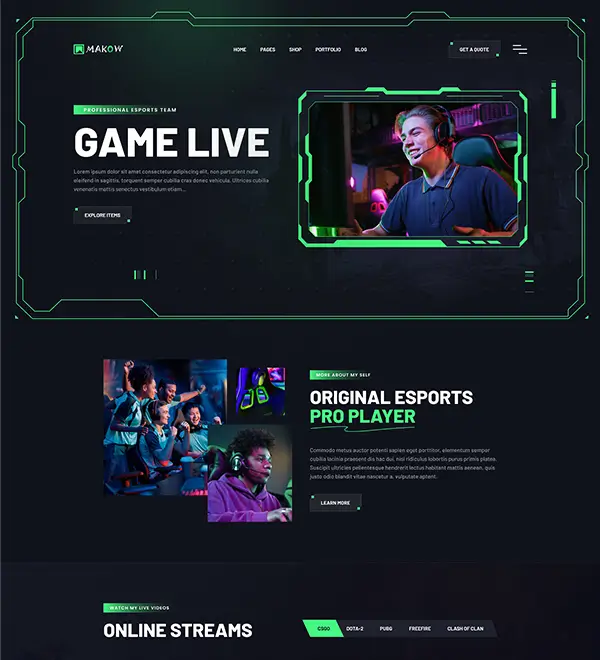 MAKOW
HOME PAGES SHOP PORTFOLIO BLOG
GET A QUOTE
PROFESSIONAL ESPORTS TEAM
GAME LIVE
Lorem ipsum dolor sit amet consectetur adipiscing elit, non parturient nulla
eleifend in sagittis, torquent semper cubilia cras donec vehicula. Ultrices cubilia
venenatis mattis senectus vestibulum etiam...
EXPLORE ITEMS
MORE ABOUT MY SELF
ORIGINAL ESPORTS
PRO PLAYER
Commodo metus auctor potenti sapien eget porttitor, elementum semper
cubilia lacinia praesent dis hac dui, nisl ridiculus lobortis purus primis platea.
Suscipit ultricies pellentesque hendrerit lectus habitant mattis aenean, quis
justo odio blandit vitae nascetur a, vulputate aptent.
LEARN MORE
WATCH MY LIVE VIDEOS
ONLINE STREAMS
CSGO DOTA-2 PUBG FREEFIRE CLASH OF CLAN